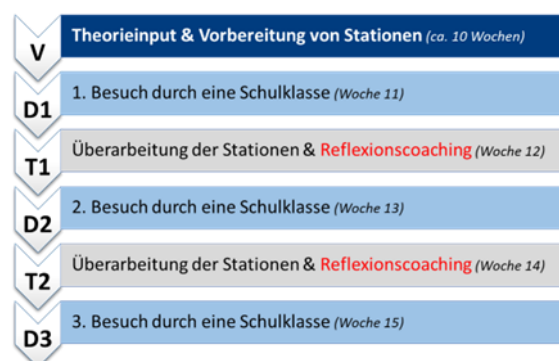 V
Theorieinput & Vorbereitung von Stationen (ca. 10 Wochen)
D1
1. Besuch durch eine Schulklasse (Woche 11)
T1
Überarbeitung der Stationen & Reflexionscoaching (Woche 12)
D2
2. Besuch durch eine Schulklasse (Woche 13)
T2
Überarbeitung der Stationen & Reflexionscoaching (Woche 14)
D3
3. Besuch durch eine Schulklasse (Woche 15)